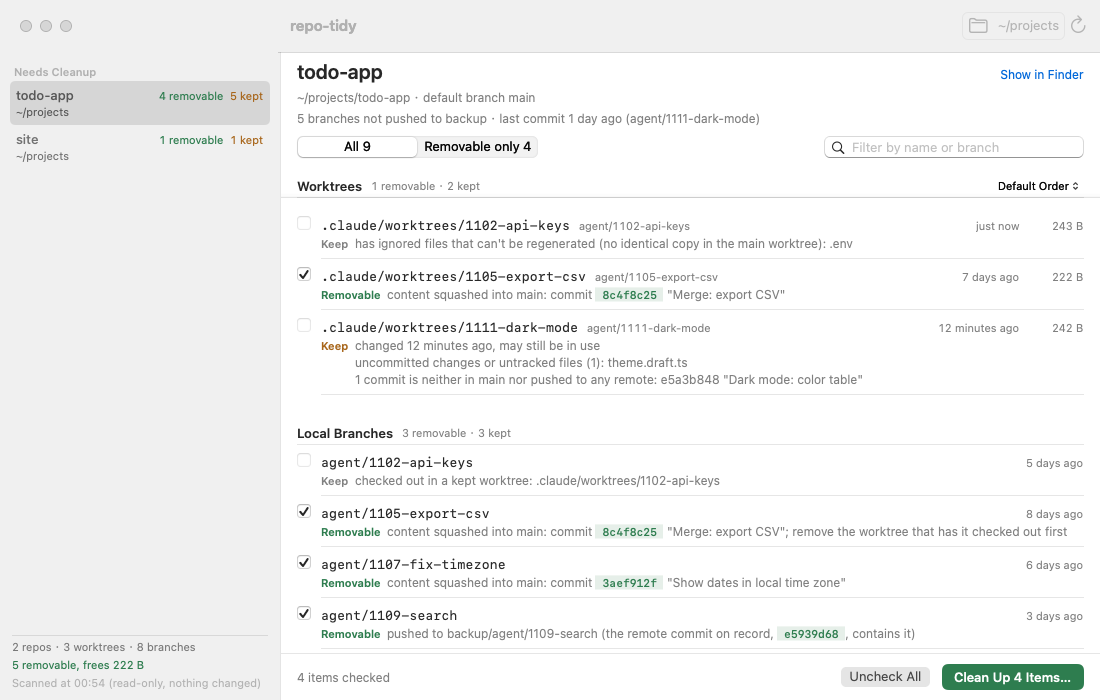 repo-tidy
~/projects
Needs Cleanup
todo-app 4 removable 5 kept
~/projects
site 1 removable 1 kept
~/projects
2 repos · 3 worktrees · 8 branches
5 removable, frees 222 B
Scanned at 00:54 (read-only, nothing changed)
todo-app
Show in Finder
~/projects/todo-app · default branch main
5 branches not pushed to backup · last commit 1 day ago (agent/1111-dark-mode)
All 9 Removable only 4 Filter by name or branch
Worktrees 1 removable · 2 kept Default Order
.claude/worktrees/1102-api-keys agent/1102-api-keys just now 243 B
Keep has ignored files that can't be regenerated (no identical copy in the main worktree): .env
.claude/worktrees/1105-export-csv agent/1105-export-csv 7 days ago 222 B
Removable content squashed into main: commit 8c4f8c25 "Merge: export CSV"
.claude/worktrees/1111-dark-mode agent/1111-dark-mode 12 minutes ago 242 B
Keep changed 12 minutes ago, may still be in use
uncommitted changes or untracked files (1): theme.draft.ts
1 commit is neither in main nor pushed to any remote: e5a3b848 "Dark mode: color table"
Local Branches 3 removable · 3 kept
agent/1102-api-keys 5 days ago
Keep checked out in a kept worktree: .claude/worktrees/1102-api-keys
agent/1105-export-csv 8 days ago
Removable content squashed into main: commit 8c4f8c25 "Merge: export CSV"; remove the worktree that has it checked out first
agent/1107-fix-timezone 6 days ago
Removable content squashed into main: commit 3aef912f "Show dates in local time zone"
agent/1109-search 3 days ago
Removable pushed to backup/agent/1109-search (the remote commit on record, e5939d68, contains it)
4 items checked Uncheck All Clean Up 4 Items...